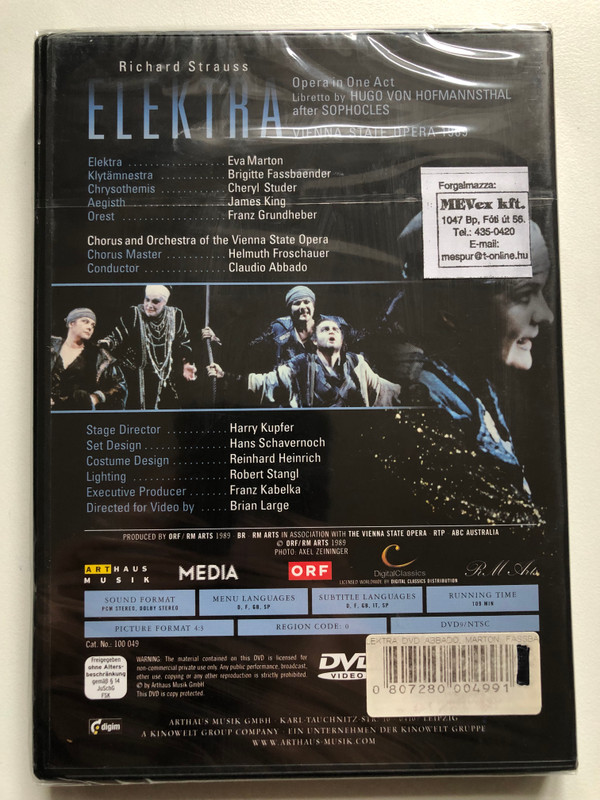 Richard Strauss
ELEKTRA
Opera in One Act
Libretto by HUGO VON HOFMANNSTHAL
after SOPHOCLES
VIENNA STATE OPERA 1989
Elektra .................. Eva Marton
Klytämnestra ............. Brigitte Fassbaender
Chrysothemis ............. Cheryl Studer
Aegisth .................. James King
Orest .................... Franz Grundheber
Chorus and Orchestra of the Vienna State Opera
Chorus Master ............ Helmuth Froschauer
Conductor ................ Claudio Abbado
Forgalmazza:
MEVex kft.
1047 Bp, Fóti út 56.
Tel.: 435-0420
E-mail:
mespur@t-online.hu
Stage Director ........... Harry Kupfer
Set Design ............... Hans Schavernoch
Costume Design ........... Reinhard Heinrich
Lighting ................. Robert Stangl
Executive Producer ....... Franz Kabelka
Directed for Video by ..... Brian Large
PRODUCED BY ORF/RM ARTS 1989 BR RM ARTS IN ASSOCIATION WITH THE VIENNA STATE OPERA RTP ABC AUSTRALIA
© ORF/RM ARTS 1989
PHOTO: AXEL ZEININGER
ARTHAUS
MUSIK
MEDIA
ORF
C
DigitalClassics
LICENSED WORLDWIDE BY DIGITAL CLASSICS DISTRIBUTION
RM Arts
SOUND FORMAT
PCM STEREO, DOLBY STEREO
MENU LANGUAGES
D, F, GB, SP
SUBTITLE LANGUAGES
D, F, GB, IT, SP
RUNNING TIME
109 MIN
PICTURE FORMAT 4:3
REGION CODE: 0
DVD9/NTSC
Cat. No.: 100 049
Freigegeben
ohne Alters-
beschränkung
gemäß § 14
JuSchG
FSK
WARNING: The material contained on this DVD is licensed for
non-commercial private use only. Any public performance, broadcast,
other use, copying or any other reproduction is strictly prohibited.
© by Arthaus Musik GmbH
This DVD is copy protected.
DVD
VIDEO
DVD A3BADO, MARTON,
0 807280 004991
digim
ARTHAUS MUSIK GMBH · KARL-TAUCHNITZ-STR. LEIPZIG
A KINOWELT GROUP COMPANY · EIN UNTERNEHMEN DER KINOWELT GRUPPE
WWW.ARTHAUS-MUSIK.COM